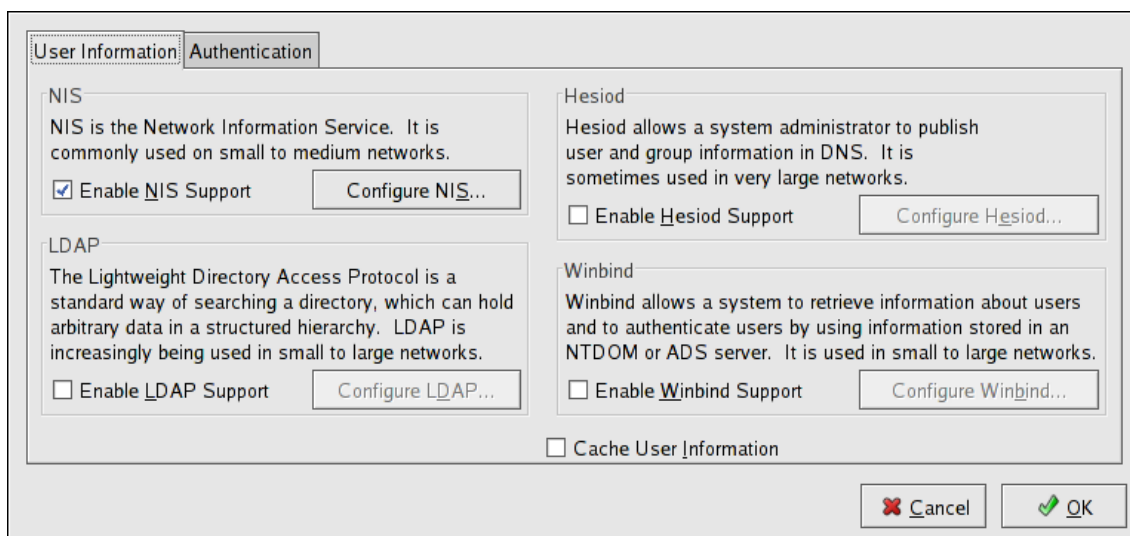 User Information
Authentication
NIS
NIS is the Network Information Service. It is
commonly used on small to medium networks.
Enable NIS Support
Configure NIS...
LDAP
The Lightweight Directory Access Protocol is a
standard way of searching a directory, which can hold
arbitrary data in a structured hierarchy. LDAP is
increasingly being used in small to large networks.
Enable LDAP Support
Configure LDAP...
Hesiod
Hesiod allows a system administrator to publish
user and group information in DNS. It is
sometimes used in very large networks.
Enable Hesiod Support
Configure Hesiod...
Winbind
Winbind allows a system to retrieve information about users
and to authenticate users by using information stored in an
NTDOM or ADS server. It is used in small to large networks.
Enable Winbind Support
Configure Winbind...
Cache User Information
Cancel
OK